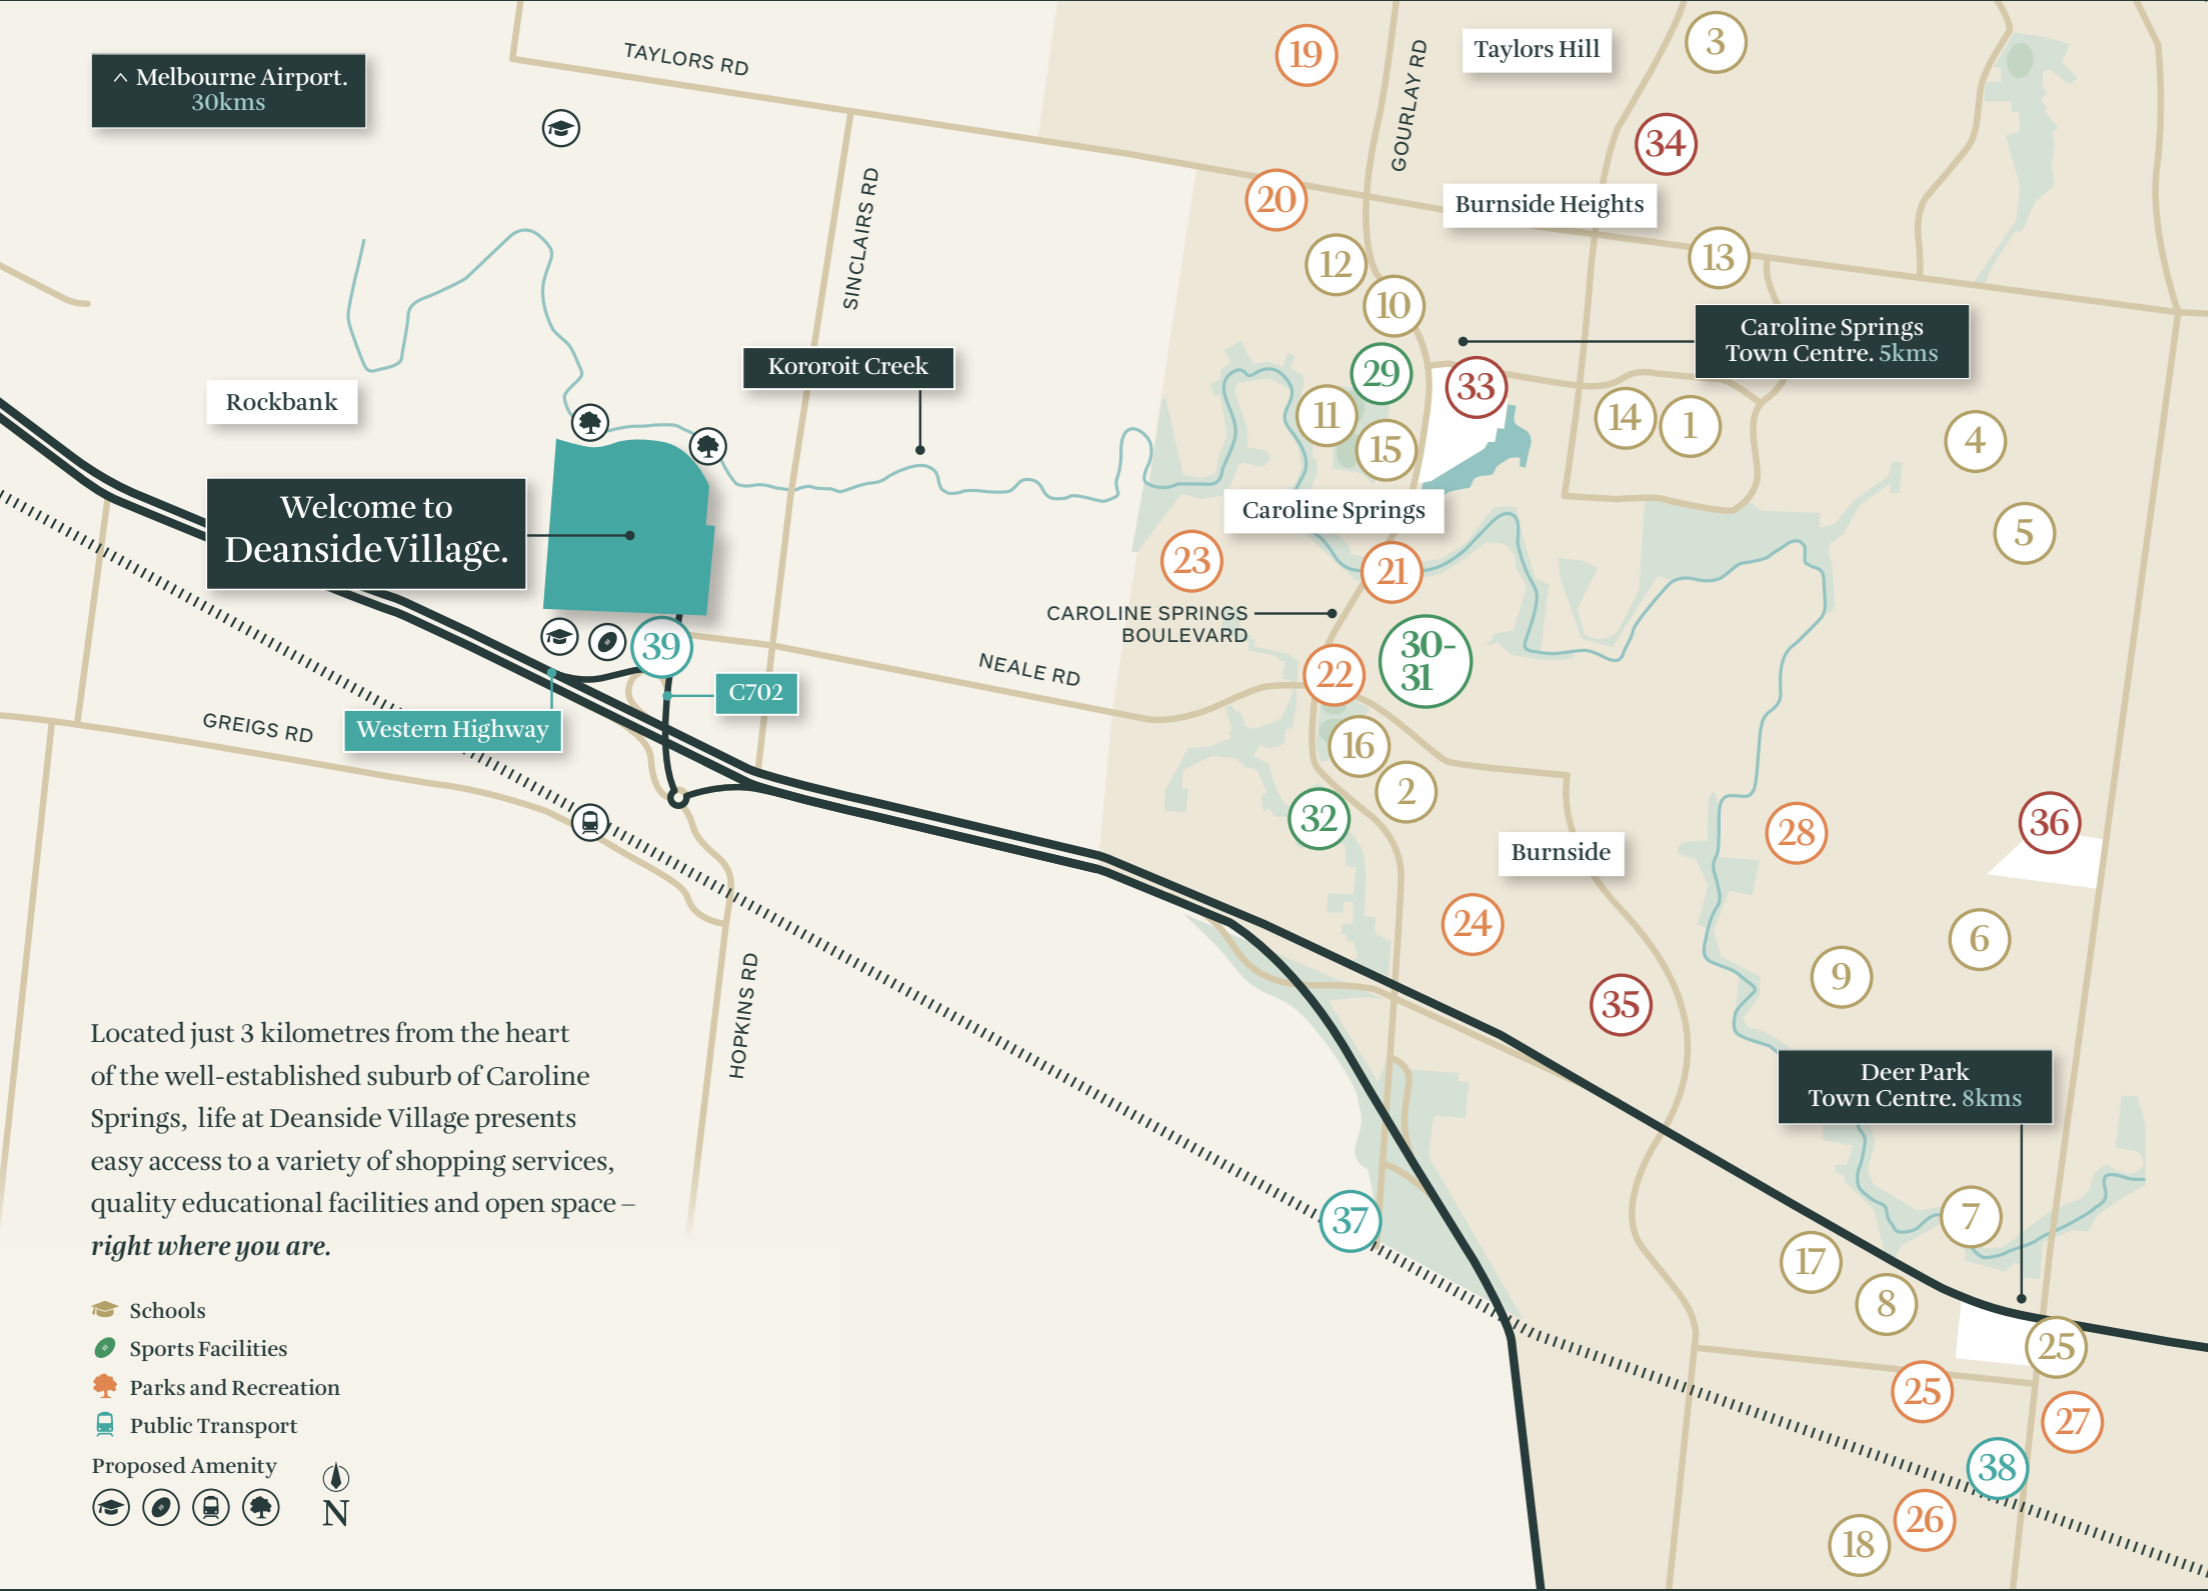 ^ Melbourne Airport.
30kms
TAYLORS RD
19
GOURLAY RD
Taylors Hill
3
34
20
Burnside Heights
SINCLAIRS RD
12
13
10
Caroline Springs
Town Centre. 5kms
Kororoit Creek
29
33
Rockbank
11
14
1
15
4
Welcome to
Deanside Village.
Caroline Springs
5
23
21
CAROLINE SPRINGS
BOULEVARD
39
30-
31
NEALE RD
22
C702
GREIGS RD
Western Highway
16
2
32
28
36
Burnside
24
6
9
35
HOPKINS RD
Located just 3 kilometres from the heart
of the well-established suburb of Caroline
Springs, life at Deanside Village presents
easy access to a variety of shopping services,
quality educational facilities and open space –
right where you are.
Deer Park
Town Centre. 8kms
37
7
17
8
25
25
27
38
26
18
Schools
Sports Facilities
Parks and Recreation
Public Transport
Proposed Amenity
N